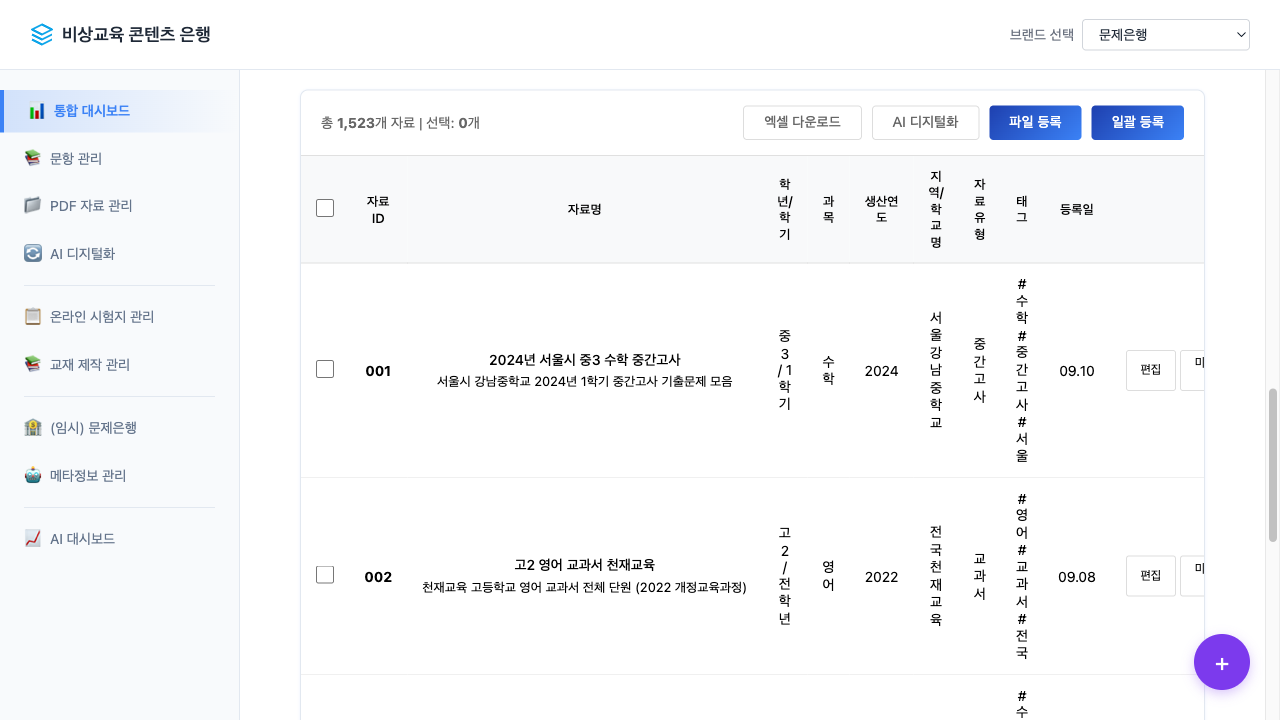 비상교육 콘텐츠 은행
브랜드 선택
문제은행
통합 대시보드
문항 관리
PDF 자료 관리
AI 디지털화
온라인 시험지 관리
교재 제작 관리
(임시) 문제은행
메타정보 관리
AI 대시보드
총 1,523개 자료 | 선택: 0개
엑셀 다운로드
AI 디지털화
파일 등록
일괄 등록
자료
ID
자료명
학
년/
학
기
과
목
생산연
도
지
역/
학
교
명
자
료
유
형
태
그
등록일
001
2024년 서울시 중3 수학 중간고사
서울시 강남중학교 2024년 1학기 중간고사 기출문제 모음
중
3
/ 1
학
기
수
학
2024
서
울
강
남
중
학
교
중
간
고
사
#
수
학#
중
간
고
사
#
서
울
09.10
편집
미
002
고2 영어 교과서 천재교육
천재교육 고등학교 영어 교과서 전체 단원 (2022 개정교육과정)
고
2
/
전
학
년
영
어
2022
전
국
천
재
교
육
교
과
서
#
영
어
#
교
과
서
#
전
국
09.08
편집
미
#
수
+